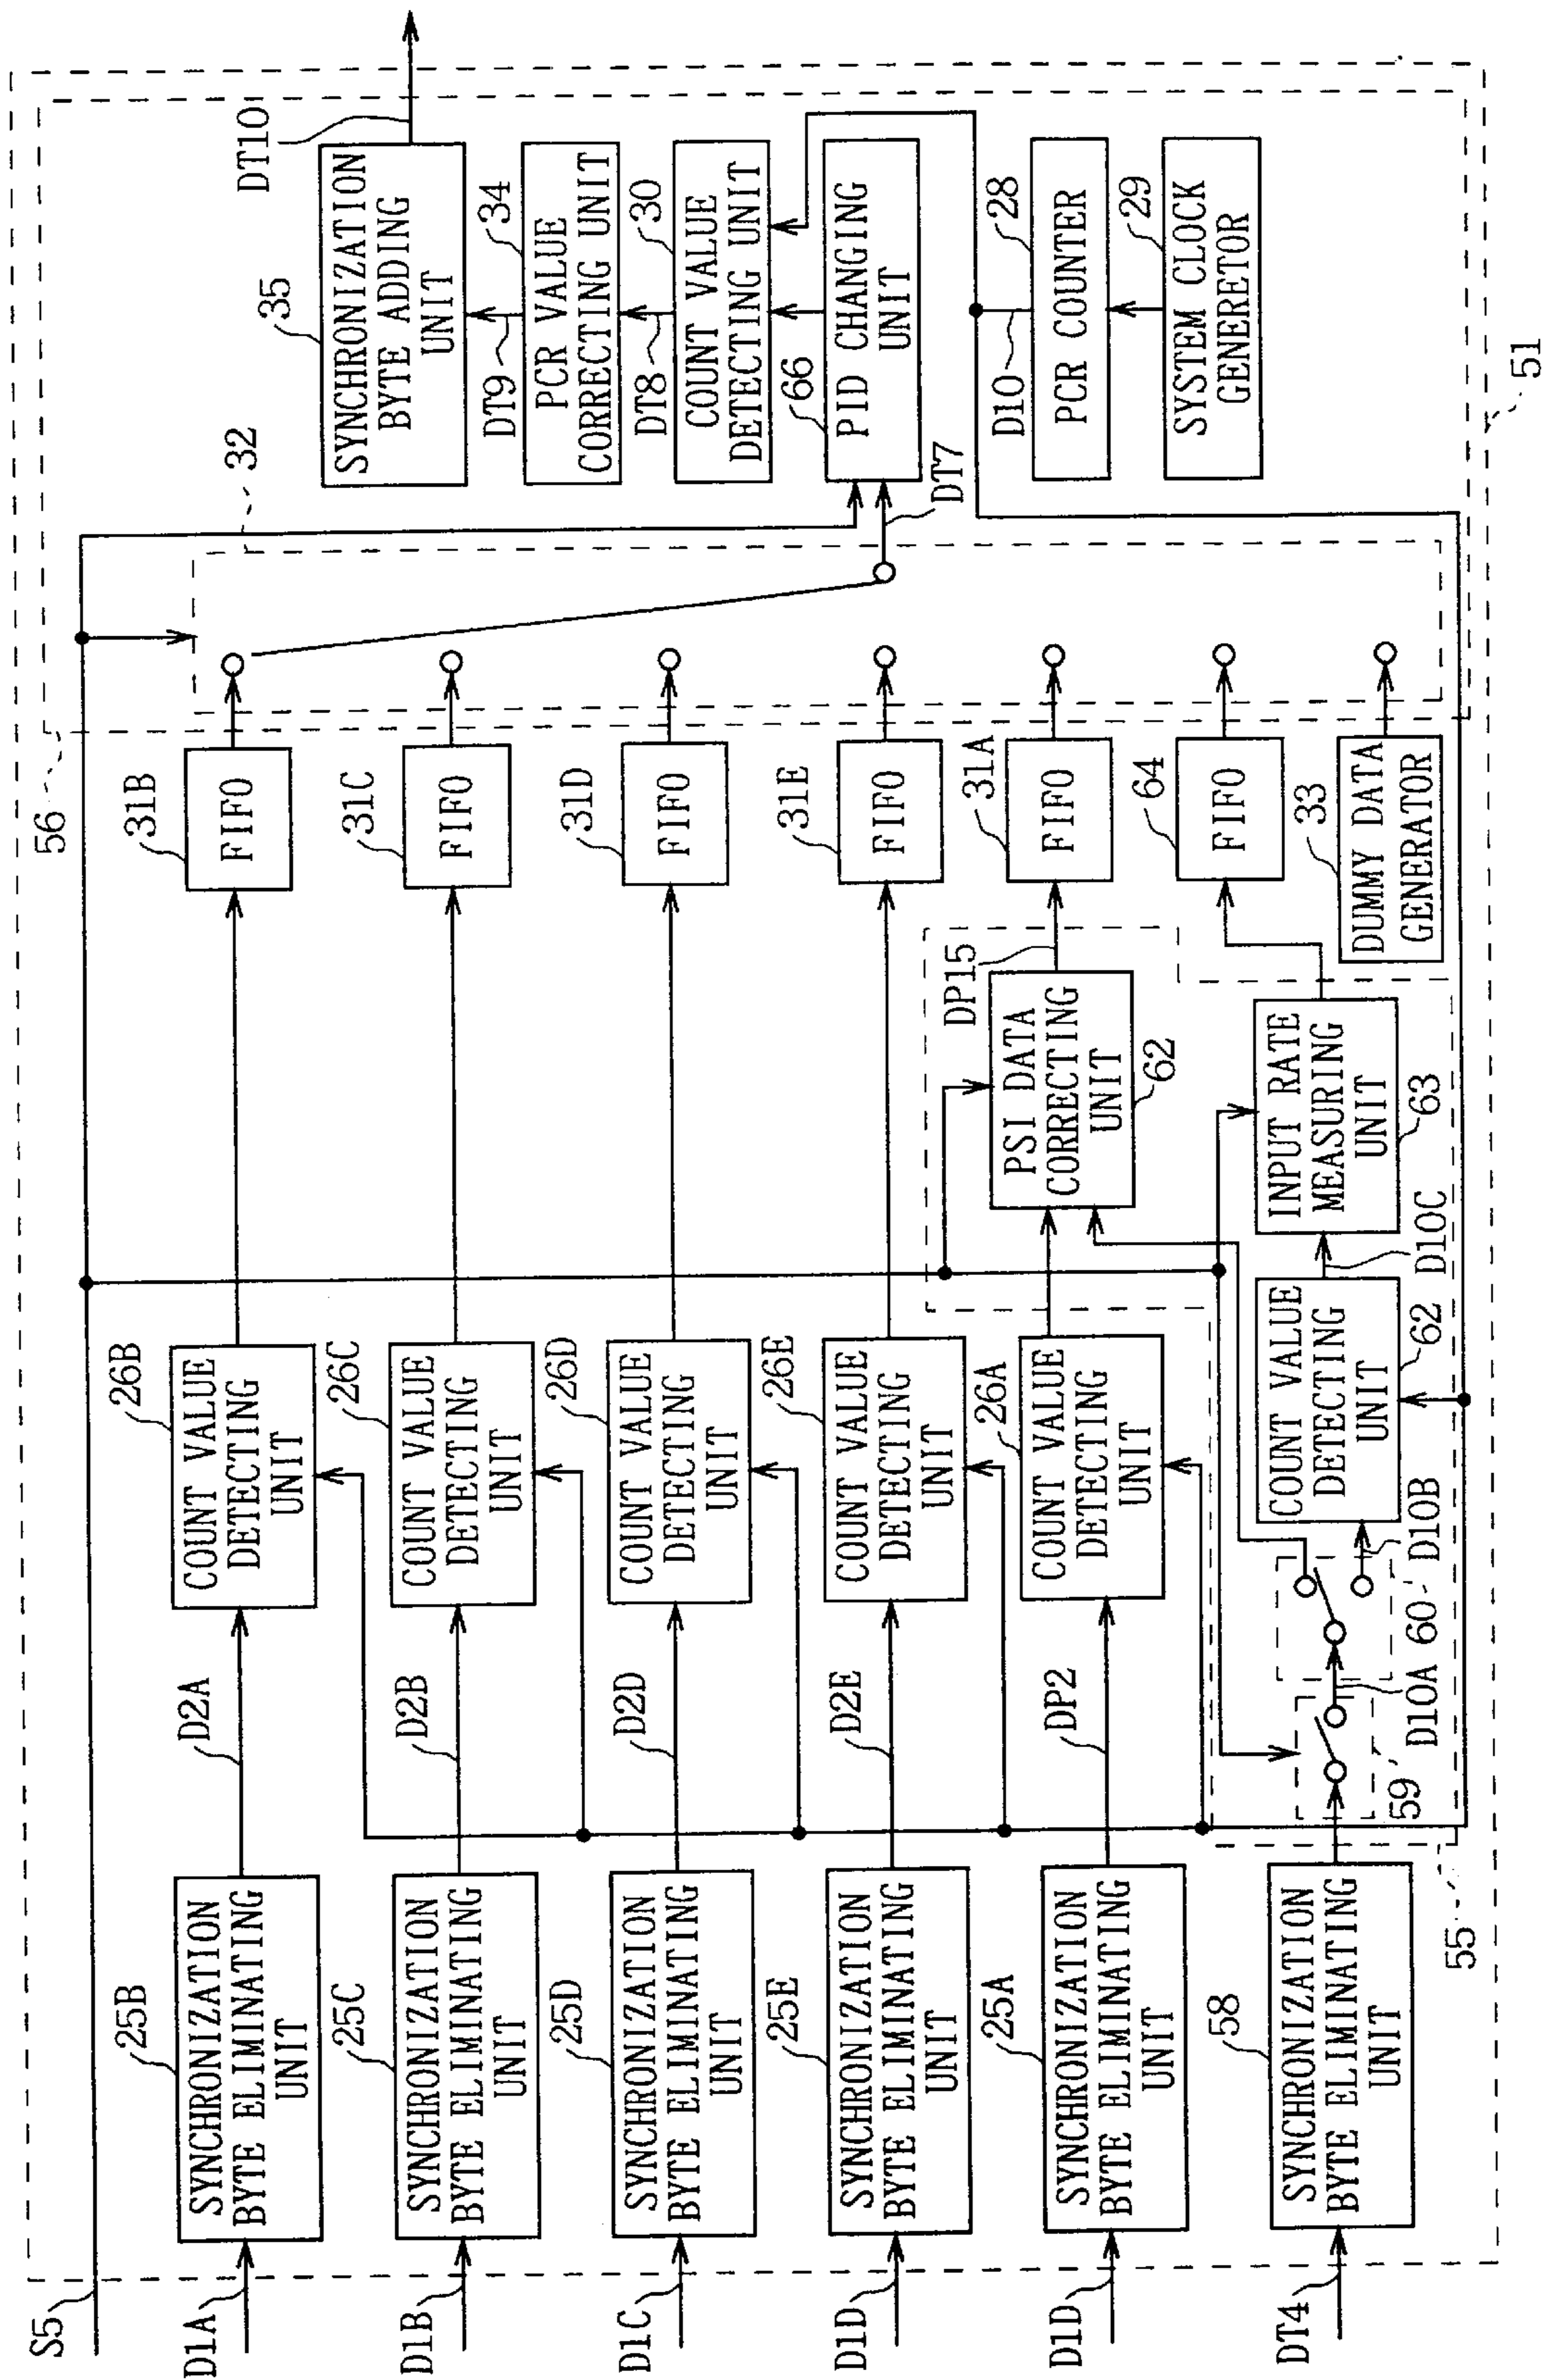 S5
D1A
25B
SYNCHRONIZATION
BYTE ELIMINATING
UNIT
D2A
26B
COUNT VALUE
DETECTING
UNIT
31B
FIFO
D1B
25C
SYNCHRONIZATION
BYTE ELIMINATING
UNIT
D2B
26C
COUNT VALUE
DETECTING
UNIT
31C
FIFO
D1C
25D
SYNCHRONIZATION
BYTE ELIMINATING
UNIT
D2D
26D
COUNT VALUE
DETECTING
UNIT
31D
FIFO
D1D
25E
SYNCHRONIZATION
BYTE ELIMINATING
UNIT
D2E
26E
COUNT VALUE
DETECTING
UNIT
31E
FIFO
D1D
25A
SYNCHRONIZATION
BYTE ELIMINATING
UNIT
DP2
26A
COUNT VALUE
DETECTING
UNIT
PSI DATA
CORRECTING
UNIT
62
DP15
31A
FIFO
DT4
58
SYNCHRONIZATION
BYTE ELIMINATING
UNIT
59
D10A
60
D10B
COUNT VALUE
DETECTING
UNIT
62
D10C
INPUT RATE
MEASURING
UNIT
63
64
FIFO
33
DUMMY DATA
GENERATOR
55
56
32
DT7
35
SYNCHRONIZATION
BYTE ADDING
UNIT
DT10
DT9
34
PCR VALUE
CORRECTING UNIT
DT8
30
COUNT VALUE
DETECTING UNIT
66
PID CHANGING
UNIT
D10
28
PCR COUNTER
29
SYSTEM CLOCK
GENERETOR
51